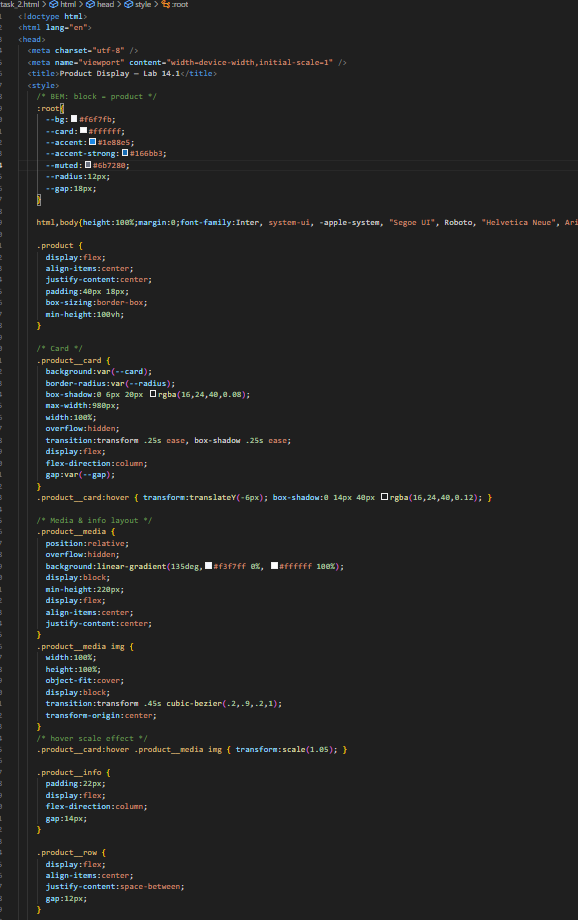 task_2.html > html > head > style > :root
<!doctype html>
<html lang="en">
<head>
<meta charset="utf-8" />
<meta name="viewport" content="width=device-width,initial-scale=1" />
<title>Product Display — Lab 14.1</title>
<style>
/* BEM: block = product */
:root{
--bg: #f6f7fb;
--card: #ffffff;
--accent: #1e88e5;
--accent-strong: #166bb3;
--muted: #6b7280;
--radius:12px;
--gap:18px;
}
html,body{height:100%;margin:0;font-family:Inter, system-ui, -apple-system, "Segoe UI", Roboto, "Helvetica Neue", Ari
.product {
display:flex;
align-items:center;
justify-content:center;
padding:40px 18px;
box-sizing:border-box;
min-height:100vh;
}
/* Card */
.product__card {
background:var(--card);
border-radius:var(--radius);
box-shadow:0 6px 20px rgba(16,24,40,0.08);
max-width:980px;
width:100%;
overflow:hidden;
transition:transform .25s ease, box-shadow .25s ease;
display:flex;
flex-direction:column;
gap:var(--gap);
}
.product__card:hover { transform:translateY(-6px); box-shadow:0 14px 40px rgba(16,24,40,0.12); }
/* Media & info layout */
.product__media {
position:relative;
overflow:hidden;
background:linear-gradient(135deg, #f3f7ff 0%, #ffffff 100%);
display:block;
min-height:220px;
display:flex;
align-items:center;
justify-content:center;
}
.product__media img {
width:100%;
height:100%;
object-fit:cover;
display:block;
transition:transform .45s cubic-bezier(.2,.9,.2,1);
transform-origin:center;
}
/* hover scale effect */
.product__card:hover .product__media img { transform:scale(1.05); }
.product__info {
padding:22px;
display:flex;
flex-direction:column;
gap:14px;
}
.product__row {
display:flex;
align-items:center;
justify-content:space-between;
gap:12px;
}